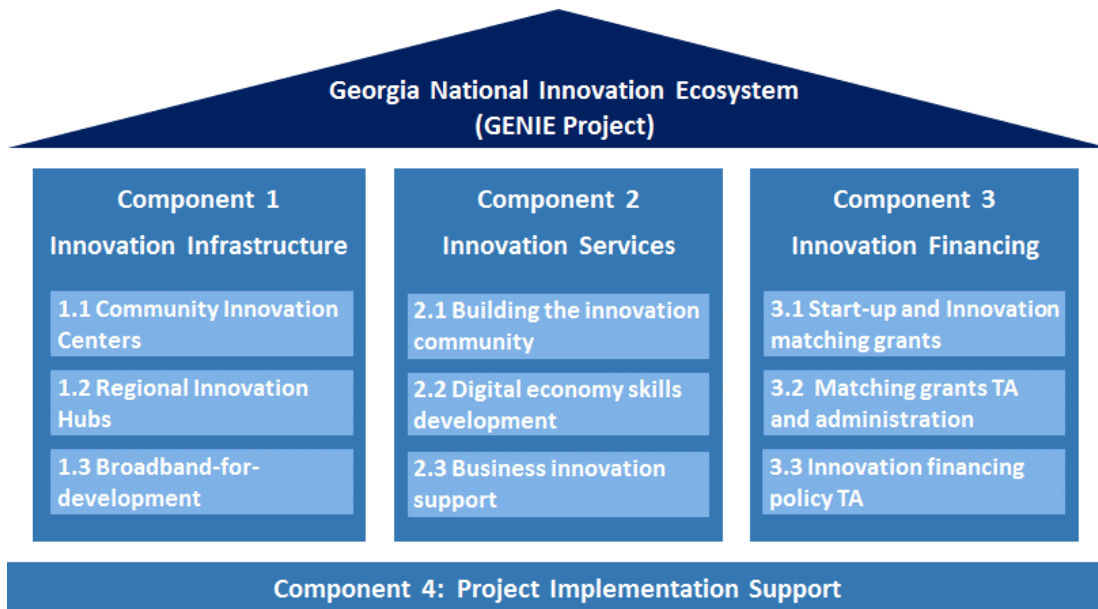 Georgia National Innovation Ecosystem
(GENIE Project)
Component 1
Innovation Infrastructure
1.1 Community Innovation
Centers
1.2 Regional Innovation
Hubs
1.3 Broadband-for-
development
Component 2
Innovation Services
2.1 Building the innovation
community
2.2 Digital economy skills
development
2.3 Business innovation
support
Component 3
Innovation Financing
3.1 Start-up and Innovation
matching grants
3.2 Matching grants TA
and administration
3.3 Innovation financing
policy TA
Component 4: Project Implementation Support